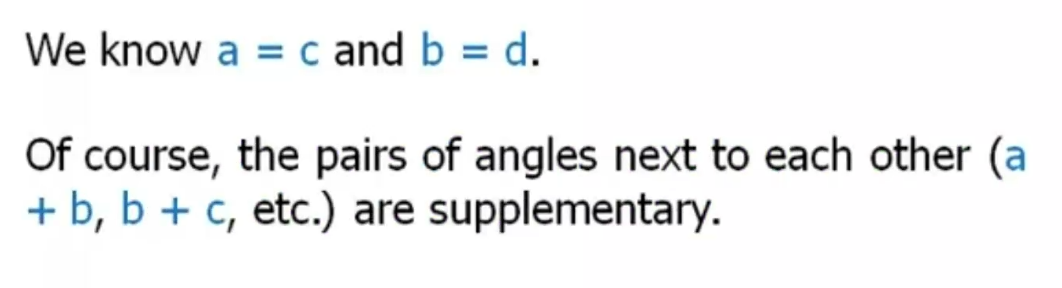 We know a = c and b = d.
Of course, the pairs of angles next to each other (a
+ b, b + c, etc.) are supplementary.